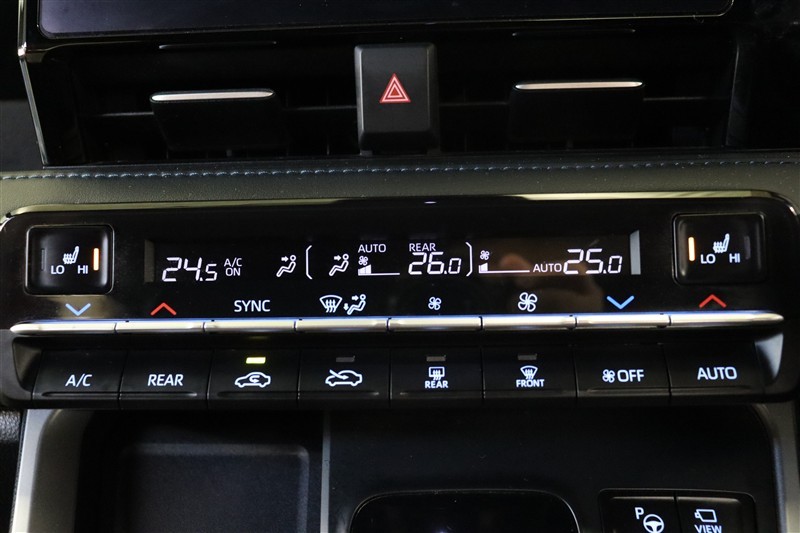 LO HI
24.5 A/C ON
AUTO
REAR 26.0
AUTO 25.0
LO HI
SYNC
A/C
REAR
REAR
FRONT
OFF
AUTO
P
VIEW